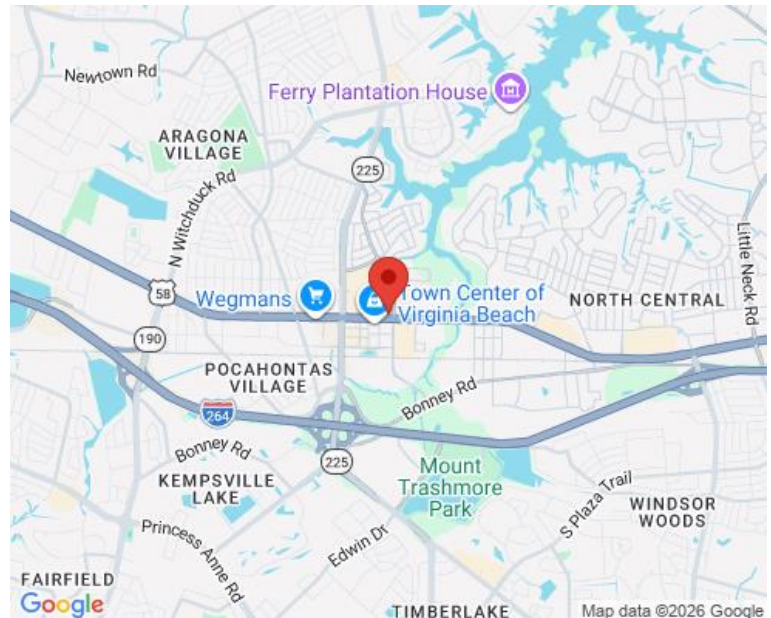 Newtown Rd
Ferry Plantation House
ARAGONA
VILLAGE
225
N Witchduck Rd
Little Neck Rd
58
Wegmans
Town Center of
Virginia Beach
NORTH CENTRAL
190
POCAHONTAS
VILLAGE
Bonney Rd
264
Bonney Rd
225
KEMPSVILLE
LAKE
Mount
Trashmore
Park
S Plaza Trail
WINDSOR
WOODS
Princess Anne Rd
Edwin Dr
FAIRFIELD
Google
TIMBERLAKE
Map data ©2026 Google